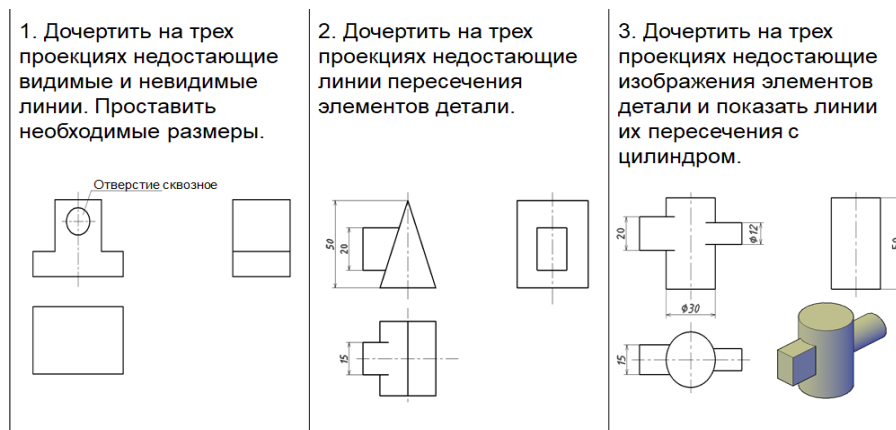 1. Дочертить на трех
проекциях недостающие
видимые и невидимые
линии. Проставить
необходимые размеры.
Отверстие сквозное
2. Дочертить на трех
проекциях недостающие
линии пересечения
элементов детали.
50
20
15
3. Дочертить на трех
проекциях недостающие
изображения элементов
детали и показать линии
их пересечения с
цилиндром.
20
Ф12
Ф30
15